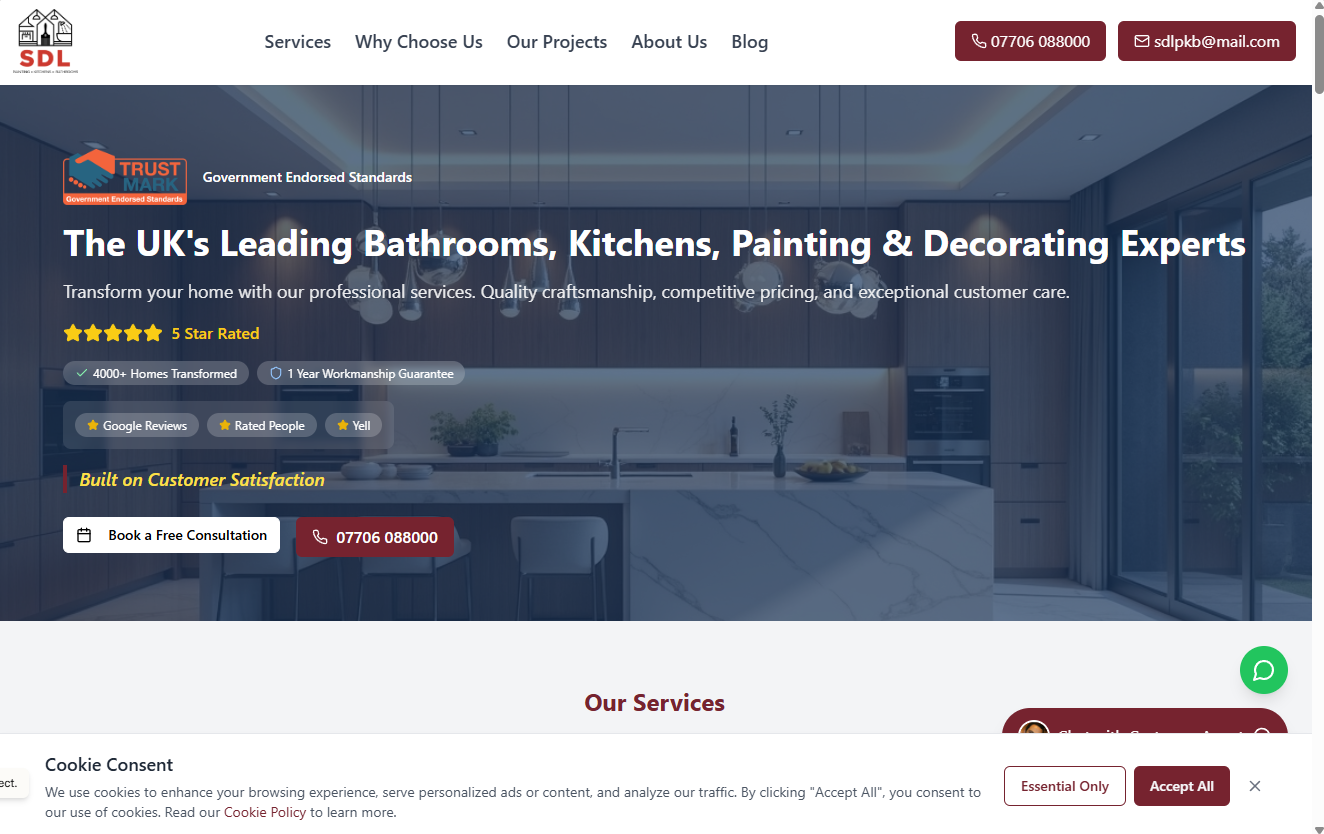 SDL
PAINTING • KITCHENS • BATHROOMS
Services
Why Choose Us
Our Projects
About Us
Blog
07706 088000
sdlpkb@mail.com
TRUST
MARK
Government Endorsed Standards
Government Endorsed Standards
The UK's Leading Bathrooms, Kitchens, Painting & Decorating Experts
Transform your home with our professional services. Quality craftsmanship, competitive pricing, and exceptional customer care.
5 Star Rated
4000+ Homes Transformed
1 Year Workmanship Guarantee
Google Reviews
Rated People
Yell
Built on Customer Satisfaction
Book a Free Consultation
07706 088000
Our Services
Cookie Consent
ect.
We use cookies to enhance your browsing experience, serve personalized ads or content, and analyze our traffic. By clicking "Accept All", you consent to
our use of cookies. Read our Cookie Policy to learn more.
Essential Only
Accept All